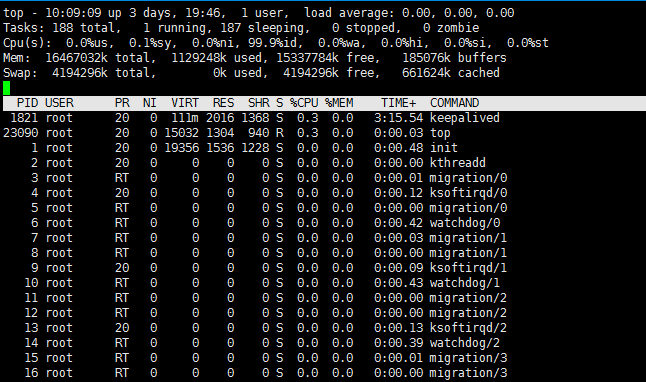 top - 10:09:09 up 3 days, 19:46,  1 user,  load average: 0.00, 0.00, 0.00
Tasks: 188 total,   1 running, 187 sleeping,   0 stopped,   0 zombie
Cpu(s):  0.0%us,  0.1%sy,  0.0%ni, 99.9%id,  0.0%wa,  0.0%hi,  0.0%si,  0.0%st
Mem:  16467032k total,  1129248k used, 15337784k free,   185076k buffers
Swap:  4194296k total,        0k used,  4194296k free,   661624k cached
PID USER      PR  NI  VIRT  RES  SHR S %CPU %MEM    TIME+  COMMAND
1821 root      20   0  111m 2016 1368 S  0.3  0.0   3:15.54 keepalived
23090 root      20   0 15032 1304  940 R  0.3  0.0   0:00.03 top
1 root      20   0 19356 1536 1228 S  0.0  0.0   0:00.48 init
2 root      20   0     0    0    0 S  0.0  0.0   0:00.00 kthreadd
3 root      RT   0     0    0    0 S  0.0  0.0   0:00.01 migration/0
4 root      20   0     0    0    0 S  0.0  0.0   0:00.12 ksoftirqd/0
5 root      RT   0     0    0    0 S  0.0  0.0   0:00.00 migration/0
6 root      RT   0     0    0    0 S  0.0  0.0   0:00.42 watchdog/0
7 root      RT   0     0    0    0 S  0.0  0.0   0:00.03 migration/1
8 root      RT   0     0    0    0 S  0.0  0.0   0:00.00 migration/1
9 root      20   0     0    0    0 S  0.0  0.0   0:00.09 ksoftirqd/1
10 root      RT   0     0    0    0 S  0.0  0.0   0:00.43 watchdog/1
11 root      RT   0     0    0    0 S  0.0  0.0   0:00.00 migration/2
12 root      RT   0     0    0    0 S  0.0  0.0   0:00.00 migration/2
13 root      20   0     0    0    0 S  0.0  0.0   0:00.13 ksoftirqd/2
14 root      RT   0     0    0    0 S  0.0  0.0   0:00.39 watchdog/2
15 root      RT   0     0    0    0 S  0.0  0.0   0:00.01 migration/3
16 root      RT   0     0    0    0 S  0.0  0.0   0:00.00 migration/3